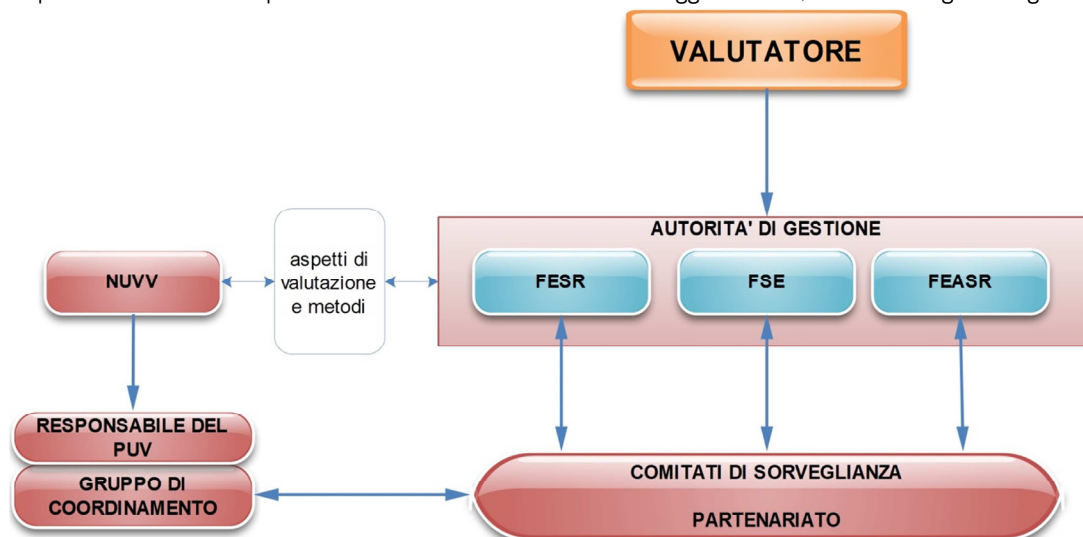 VALUTATORE
AUTORITA' DI GESTIONE
FESR
FSE
FEASR
NUVV
aspetti di
valutazione
e metodi
RESPONSABILE DEL
PUV
GRUPPO DI
COORDINAMENTO
COMITATI DI SORVEGLIANZA
PARTENARIATO